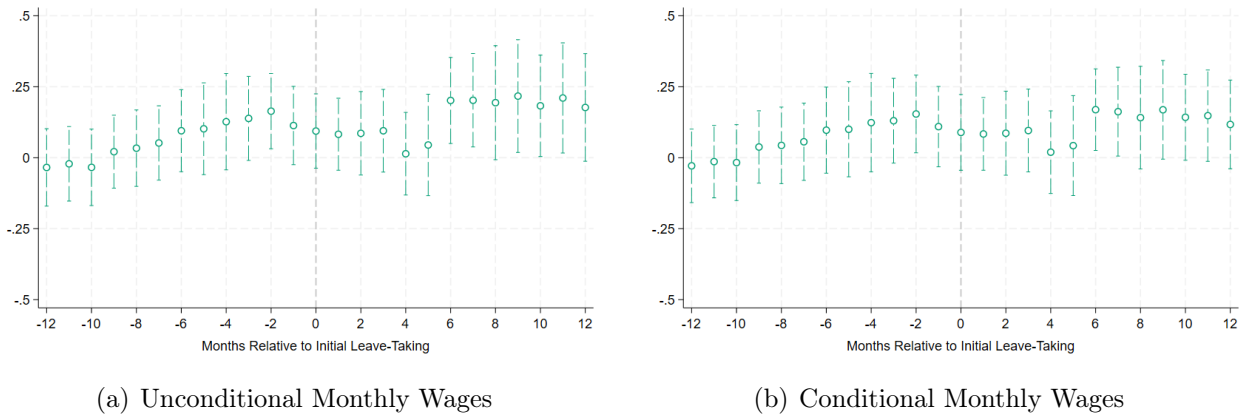 .5
.25
0
-.25
-.5
-12 -10 -8 -6 -4 -2 0 2 4 6 8 10 12
Months Relative to Initial Leave-Taking
(a) Unconditional Monthly Wages
.5
.25
0
-.25
-.5
-12 -10 -8 -6 -4 -2 0 2 4 6 8 10 12
Months Relative to Initial Leave-Taking
(b) Conditional Monthly Wages